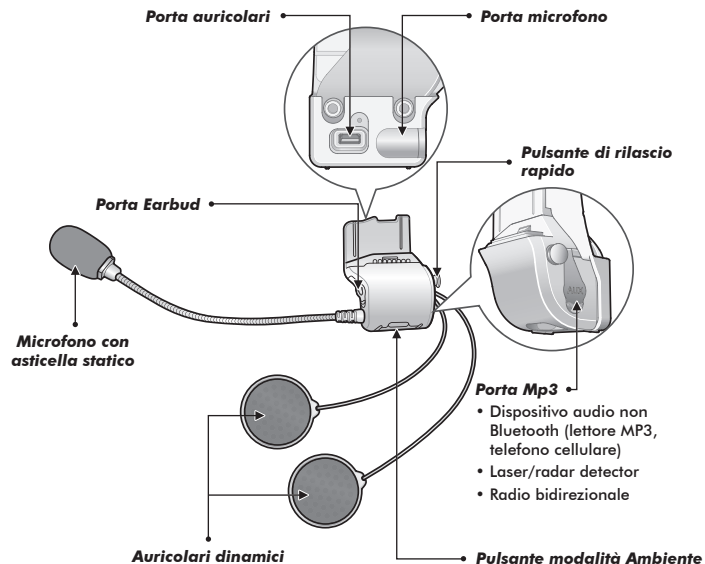 Porta auricolari
Porta microfono
Pulsante di rilascio
rapido
Porta Earbud
Microfono con
asticella statico
Porta Mp3
• Dispositivo audio non
Bluetooth (lettore MP3,
telefono cellulare)
• Laser/radar detector
• Radio bidirezionale
Auricolari dinamici
Pulsante modalità Ambiente